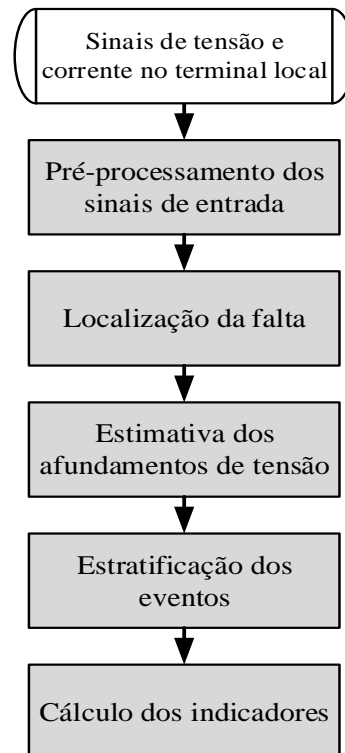 Sinais de tensão e
corrente no terminal local
Pré-processamento dos
sinais de entrada
Localização da falta
Estimativa dos
afundamentos de tensão
Estratificação dos
eventos
Cálculo dos indicadores